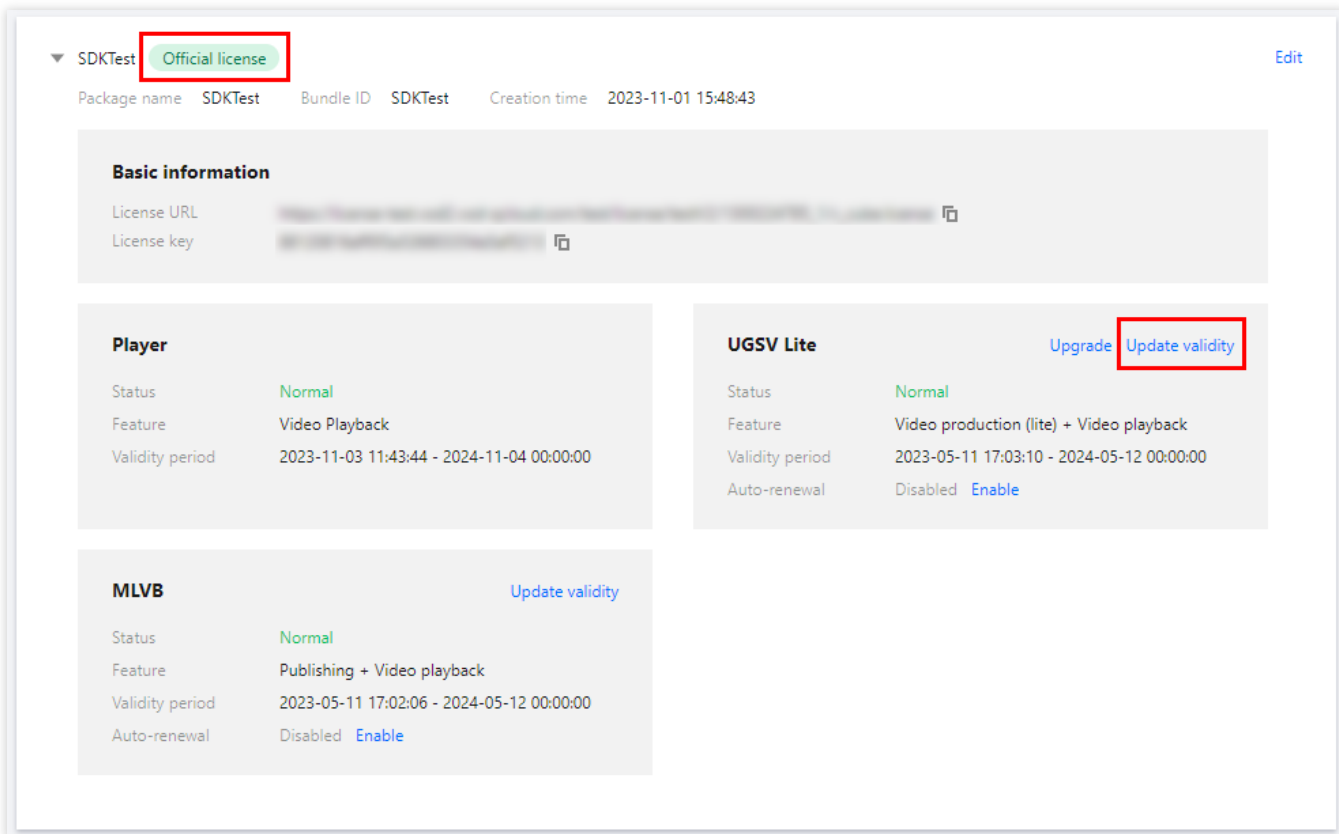 SDKTest Official license Edit
Package name SDKTest Bundle ID SDKTest Creation time 2023-11-01 15:48:43
Basic information
License URL
License key
Player
Status Normal
Feature Video Playback
Validity period 2023-11-03 11:43:44 - 2024-11-04 00:00:00
UGSV Lite Upgrade Update validity
Status Normal
Feature Video production (lite) + Video playback
Validity period 2023-05-11 17:03:10 - 2024-05-12 00:00:00
Auto-renewal Disabled Enable
MLVB Update validity
Status Normal
Feature Publishing + Video playback
Validity period 2023-05-11 17:02:06 - 2024-05-12 00:00:00
Auto-renewal Disabled Enable